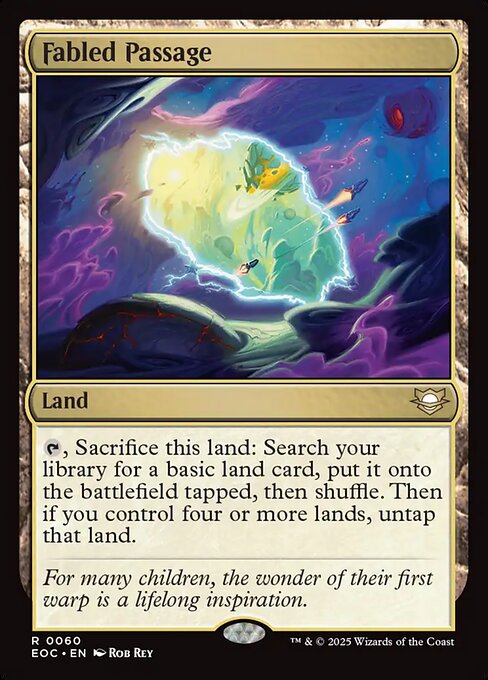 Fabled Passage
Land
, Sacrifice this land: Search your
library for a basic land card, put it onto
the battlefield tapped, then shuffle. Then
if you control four or more lands, untap
that land.
For many children, the wonder of their first
warp is a lifelong inspiration.
R 0060
EOC • EN Rob Rey
™ & © 2025 Wizards of the Coast